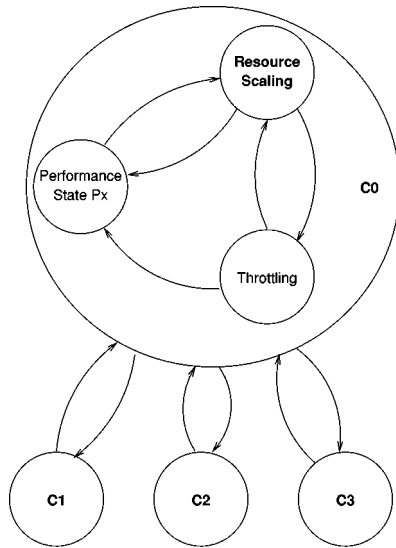 Resource
Scaling
Performance
State Px
C0
Throttling
C1
C2
C3